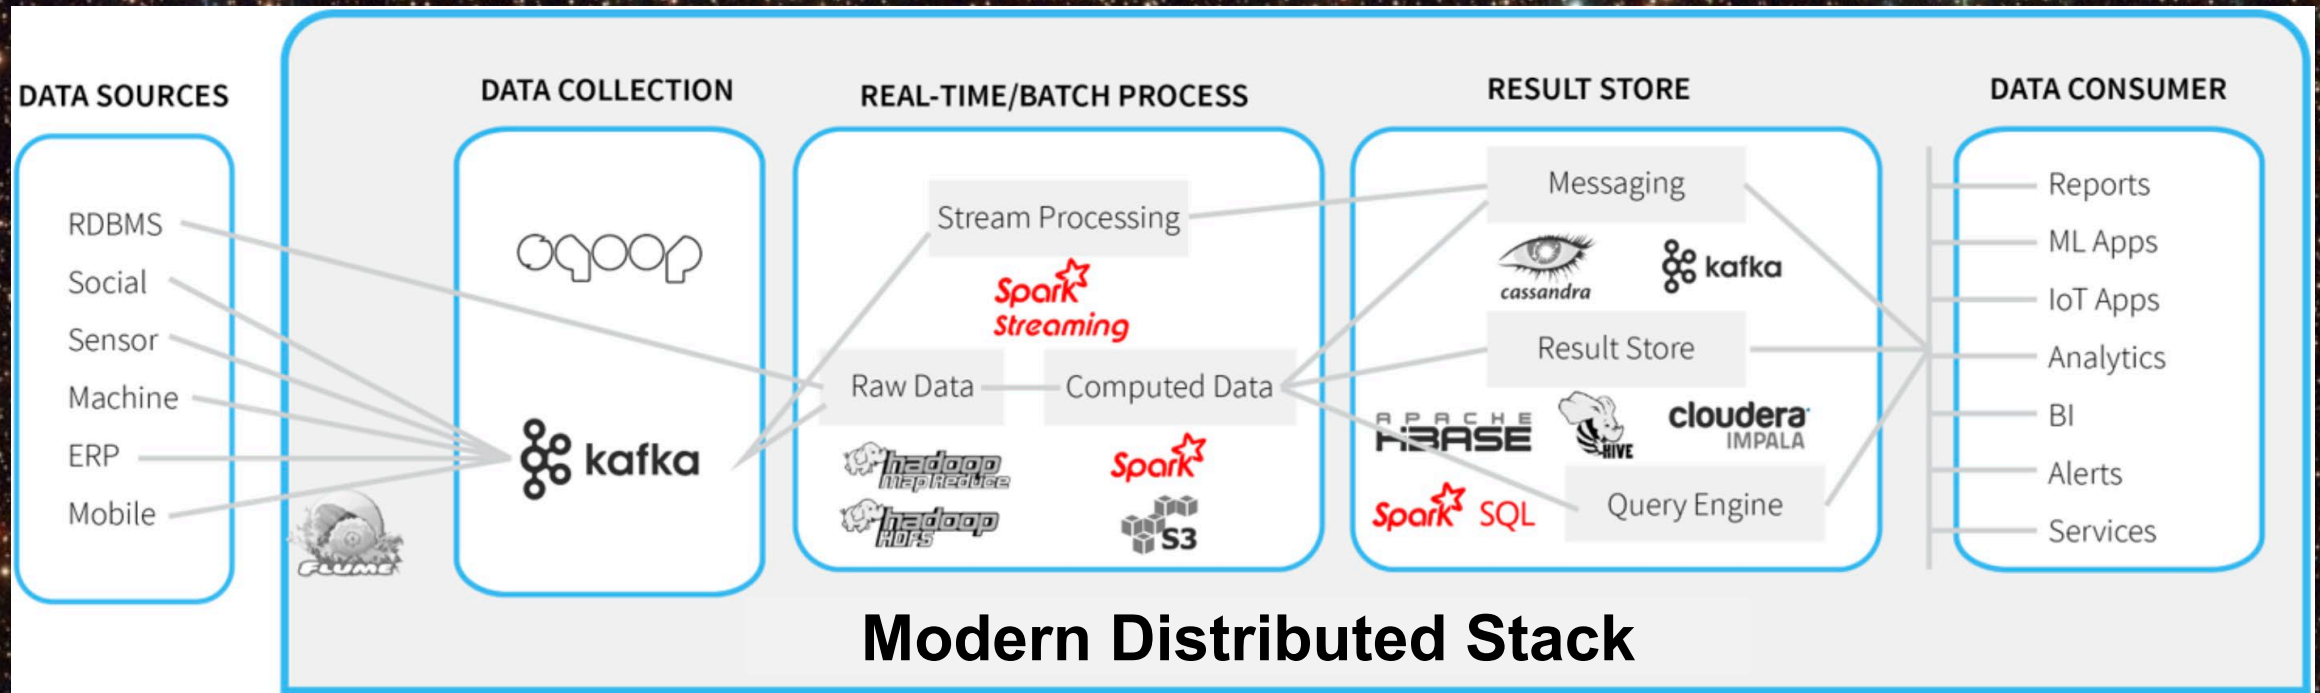 DATA SOURCES
RDBMS
Social
Sensor
Machine
ERP
Mobile
FLUME
DATA COLLECTION
sqoop
kafka
REAL-TIME/BATCH PROCESS
Stream Processing
Spark
Streaming
Raw Data
Computed Data
hadoop
Map Reduce
hadoop
HDFS
Spark
S3
RESULT STORE
Messaging
cassandra
kafka
Result Store
APACHE
HBASE
HIVE
cloudera
IMPALA
Spark SQL
Query Engine
DATA CONSUMER
Reports
ML Apps
IoT Apps
Analytics
BI
Alerts
Services
Modern Distributed Stack